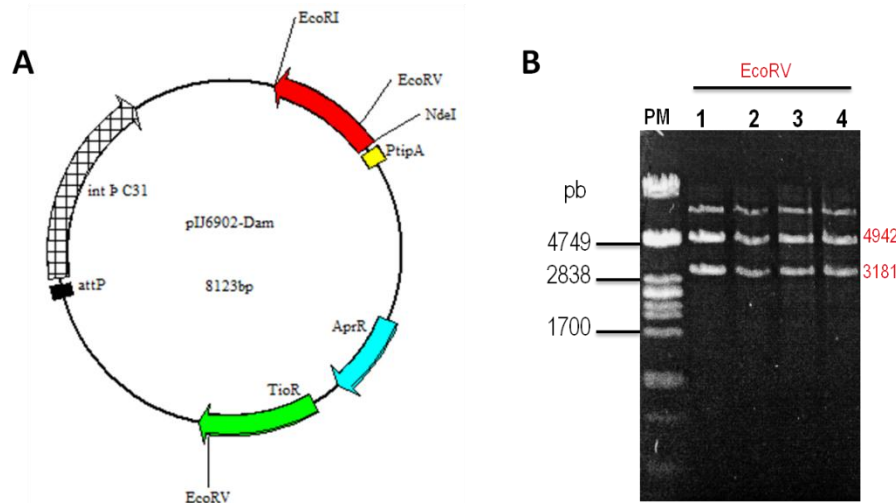 A
EcoRI
EcoRV
NdeI
PtipA
int Þ C31
pIJ6902-Dam
8123bp
attP
AprR
TioR
EcoRV
B
EcoRV
PM 1 2 3 4
pb
4749
4942
2838
3181
1700